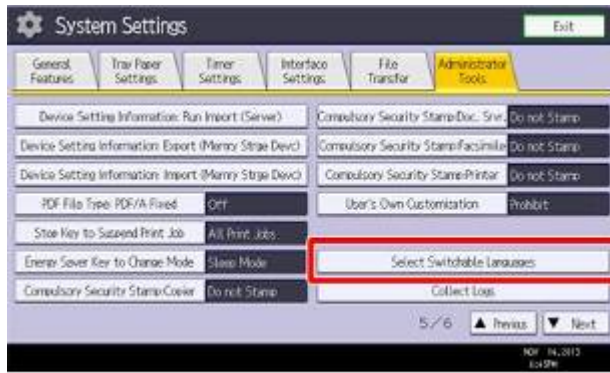 System Settings
Exit
General Features
Tray Paper Settings
Timer Settings
Interface Settings
File Transfer
Administrator Tools
Device Setting Information: Run Import (Server)
Compulsory Security Stamp:Doc. Srvr.
Do not Stamp
Device Setting Information: Export (Memry Strge Devc)
Compulsory Security Stamp:Facsimile
Do not Stamp
Device Setting Information: Import (Memry Strge Devc)
Compulsory Security Stamp:Printer
Do not Stamp
PDF File Type: PDF/A Fixed
Off
User's Own Customization
Prohibit
Stop Key to Suspend Print Job
All Print Jobs
Energy Saver Key to Change Mode
Sleep Mode
Select Switchable Languages
Compulsory Security Stamp:Copier
Do not Stamp
Collect Logs
5/6
▲ Previous
▼ Next
NOV 14,2013